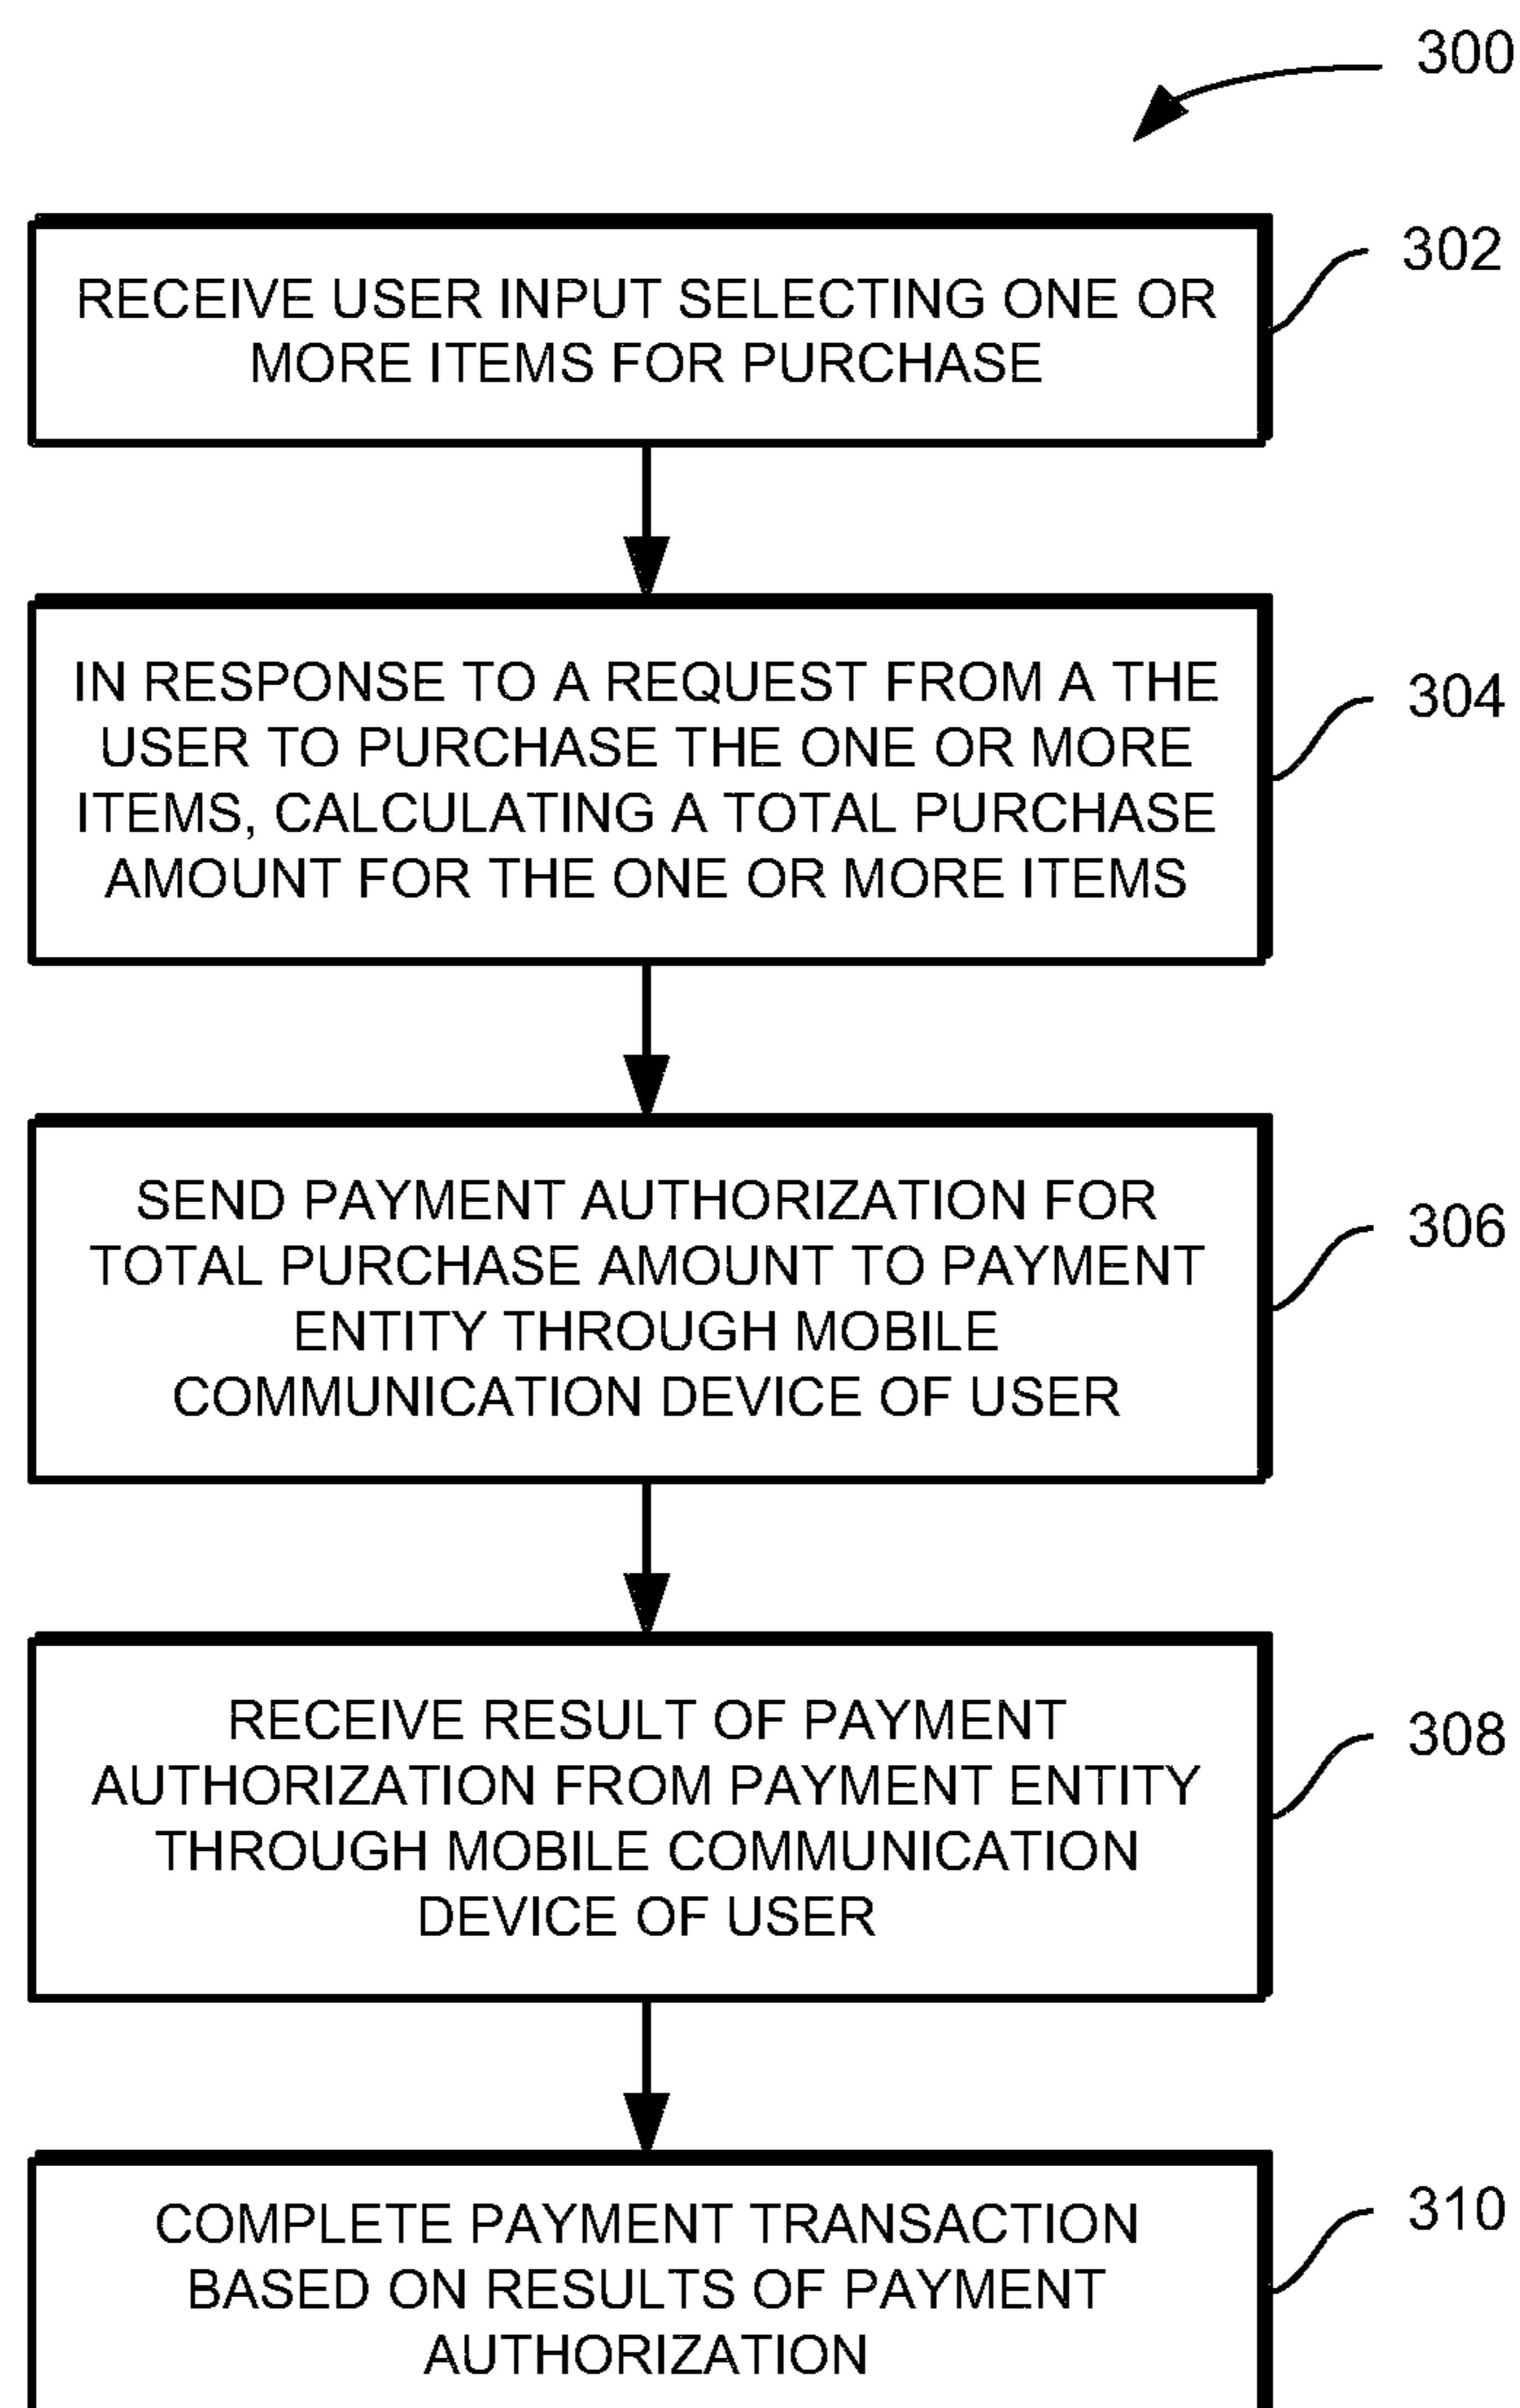 300
302
RECEIVE USER INPUT SELECTING ONE OR
MORE ITEMS FOR PURCHASE
304
IN RESPONSE TO A REQUEST FROM A THE
USER TO PURCHASE THE ONE OR MORE
ITEMS, CALCULATING A TOTAL PURCHASE
AMOUNT FOR THE ONE OR MORE ITEMS
306
SEND PAYMENT AUTHORIZATION FOR
TOTAL PURCHASE AMOUNT TO PAYMENT
ENTITY THROUGH MOBILE
COMMUNICATION DEVICE OF USER
308
RECEIVE RESULT OF PAYMENT
AUTHORIZATION FROM PAYMENT ENTITY
THROUGH MOBILE COMMUNICATION
DEVICE OF USER
310
COMPLETE PAYMENT TRANSACTION
BASED ON RESULTS OF PAYMENT
AUTHORIZATION